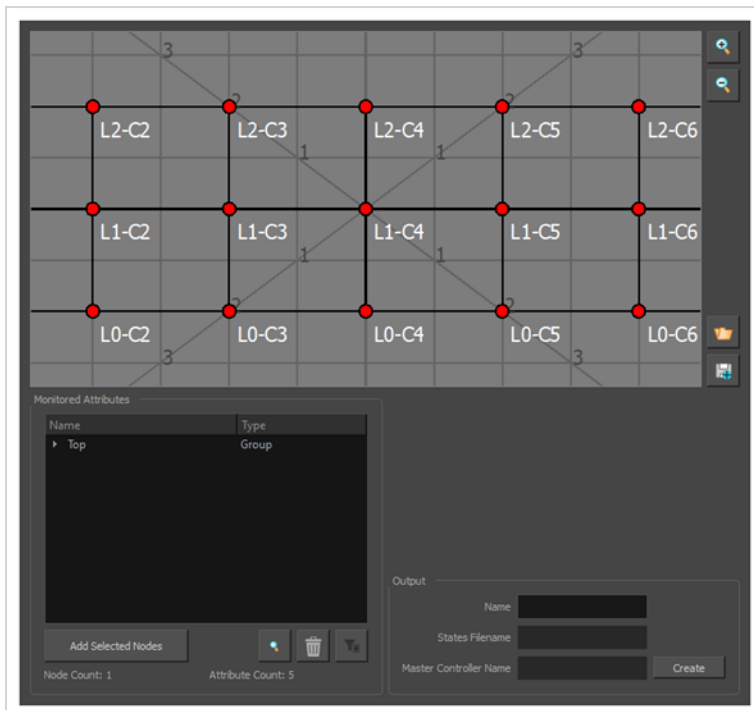 3 3
2 2
L2-C2 L2-C3 L2-C4 L2-C5 L2-C6
1 1
L1-C2 L1-C3 L1-C4 L1-C5 L1-C6
1 1
2 2
L0-C2 L0-C3 L0-C4 L0-C5 L0-C6
3 3
Monitored Attributes
Name Type
Top Group
Output
Name
States Filename
Add Selected Nodes
Master Controller Name Create
Node Count: 1 Attribute Count: 5